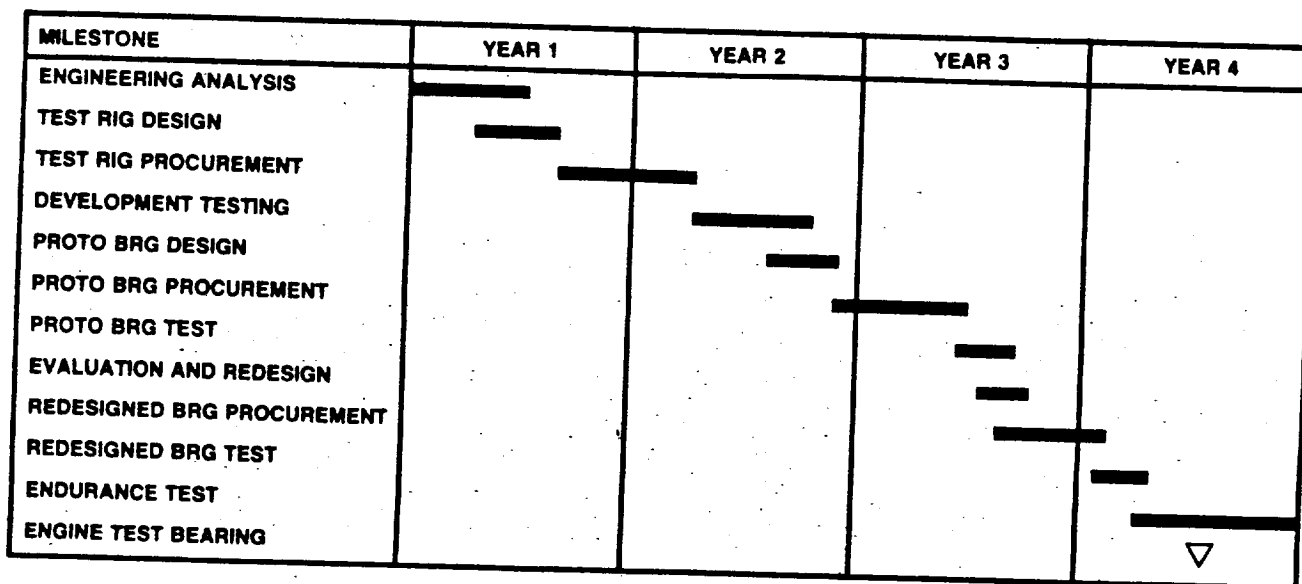 MILESTONE YEAR 1 YEAR 2 YEAR 3 YEAR 4
ENGINEERING ANALYSIS
TEST RIG DESIGN
TEST RIG PROCUREMENT
DEVELOPMENT TESTING
PROTO BRG DESIGN
PROTO BRG PROCUREMENT
PROTO BRG TEST
EVALUATION AND REDESIGN
REDESIGNED BRG PROCUREMENT
REDESIGNED BRG TEST
ENDURANCE TEST
ENGINE TEST BEARING